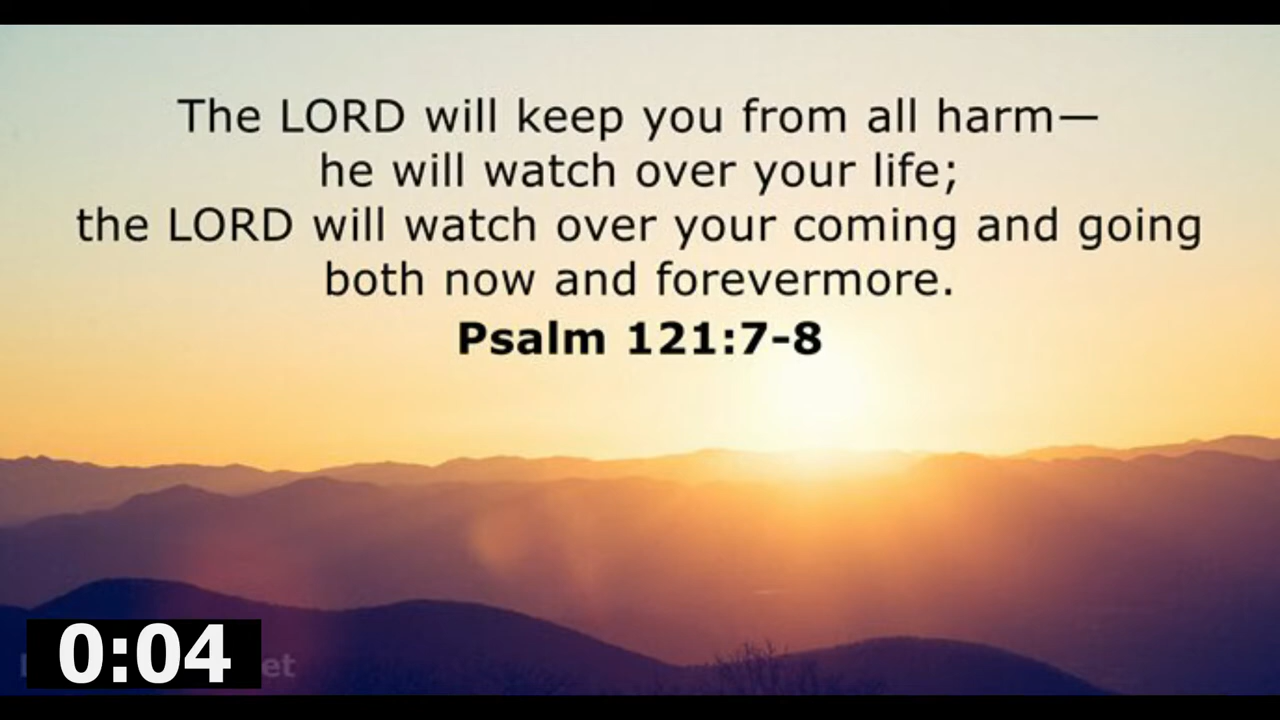 The LORD will keep you from all harm—
he will watch over your life;
the LORD will watch over your coming and going
both now and forevermore.
Psalm 121:7-8
0:04